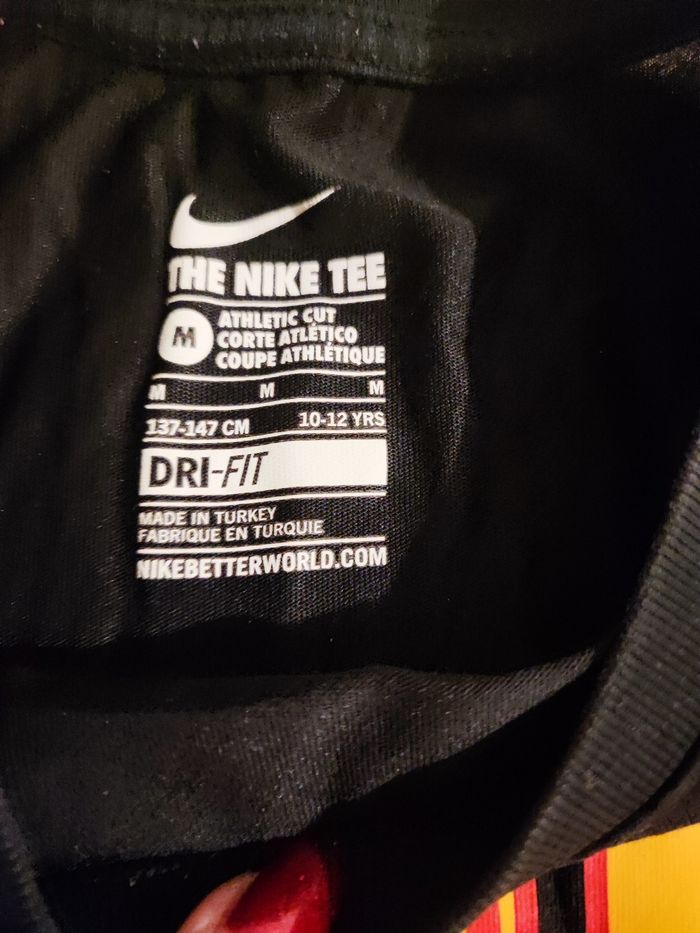 THE NIKE TEE
M
ATHLETIC CUT
CORTE ATLÉTICO
COUPE ATHLÉTIQUE
M M M
137-147 CM 10-12 YRS
DRI-FIT
MADE IN TURKEY
FABRIQUE EN TURQUIE
NIKEBETTERWORLD.COM